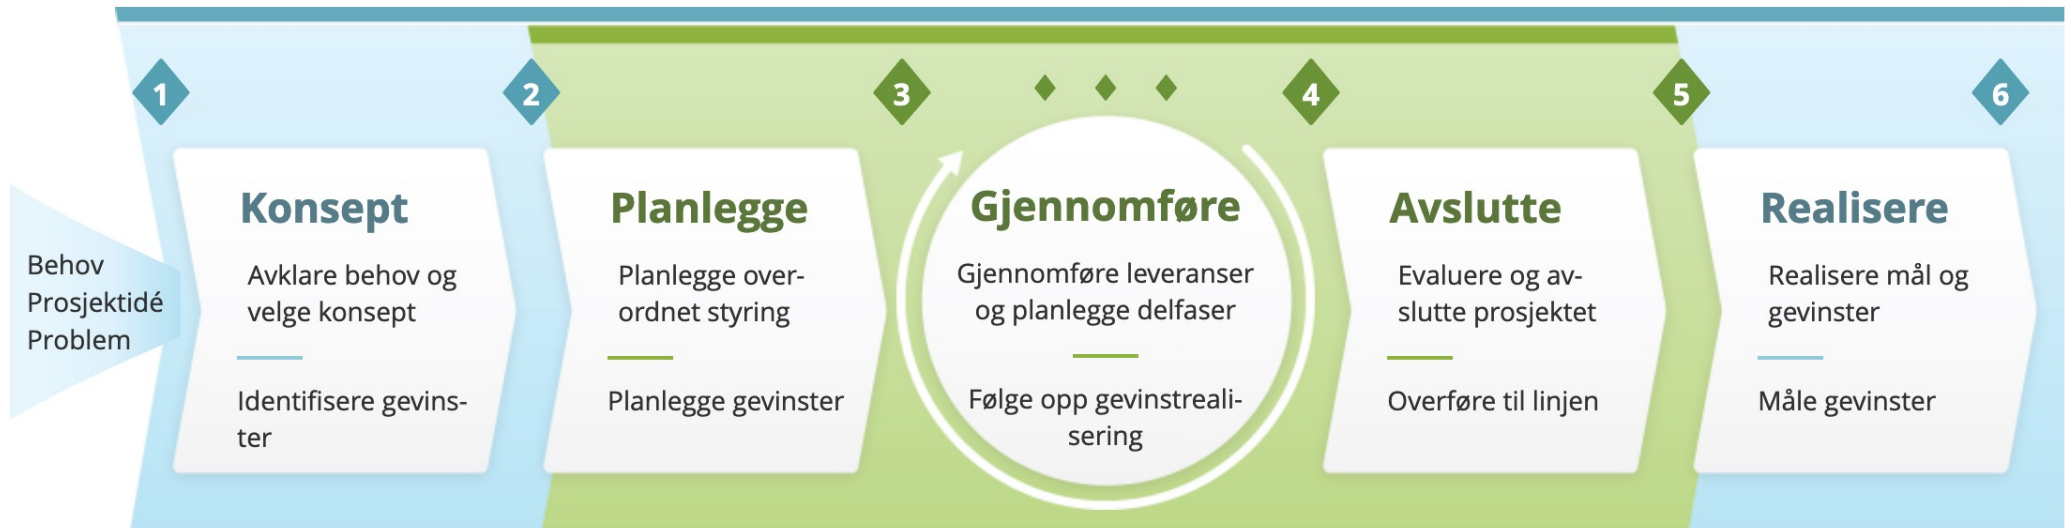 1
2
3
4
5
6
Behov
Prosjektidé
Problem
Konsept
Avklare behov og
velge konsept
Identifisere gevins-
ter
Planlegge
Planlegge over-
ordnet styring
Planlegge gevinster
Gjennomføre
Gjennomføre leveranser
og planlegge delfaser
Følge opp gevinstreali-
sering
Avslutte
Evaluere og av-
slutte prosjektet
Overføre til linjen
Realisere
Realisere mål og
gevinster
Måle gevinster